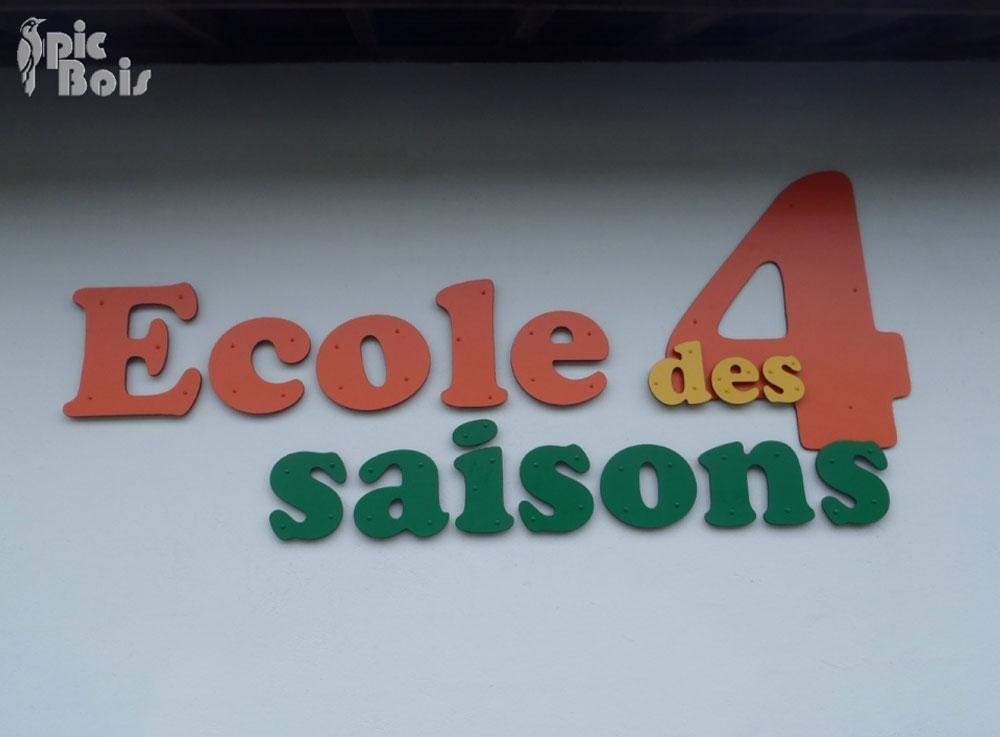 pic
Bois
Ecole 4
des
saisons